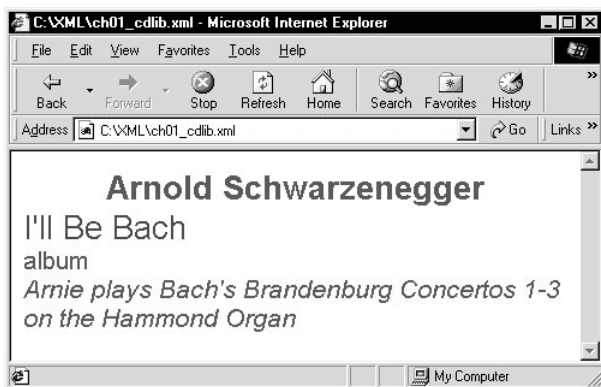 C:\XML\ch01_cdlib.xml - Microsoft Internet Explorer
File Edit View Favorites Tools Help
Back Forward Stop Refresh Home Search Favorites History »
Address C:\XML\ch01_cdlib.xml Go Links »
Arnold Schwarzenegger
I'll Be Bach
album
Arnie plays Bach's Brandenburg Concertos 1-3
on the Hammond Organ
My Computer